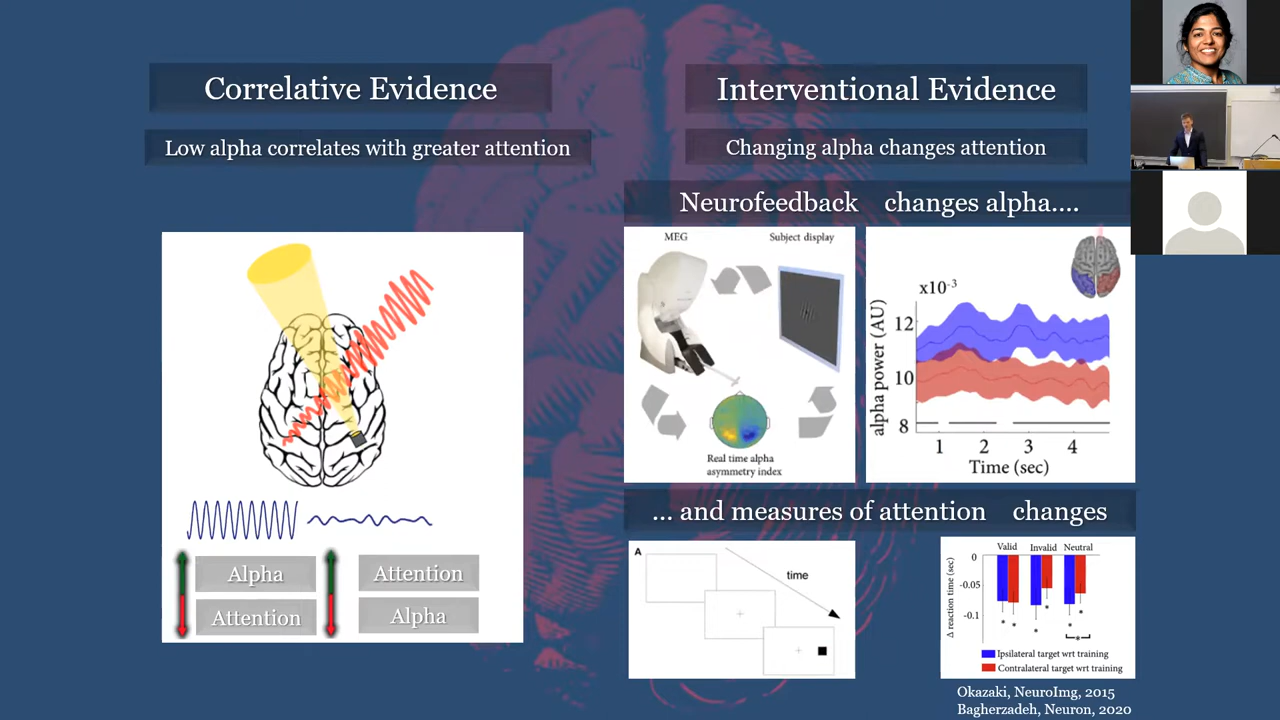 Correlative Evidence
Low alpha correlates with greater attention
Alpha
Attention
Attention
Alpha
Interventional Evidence
Changing alpha changes attention
Neurofeedback changes alpha....
MEG
Subject display
Real time alpha
asymmetry index
x10-3
alpha power (AU)
12
10
8
1 2 3 4
Time (sec)
... and measures of attention changes
A
time
Valid Invalid Neutral
Δ reaction time (sec)
0
-0.05
-0.1
* * * * * * *
Ipsilateral target wrt training
Contralateral target wrt training
Okazaki, NeuroImg, 2015
Bagherzadeh, Neuron, 2020